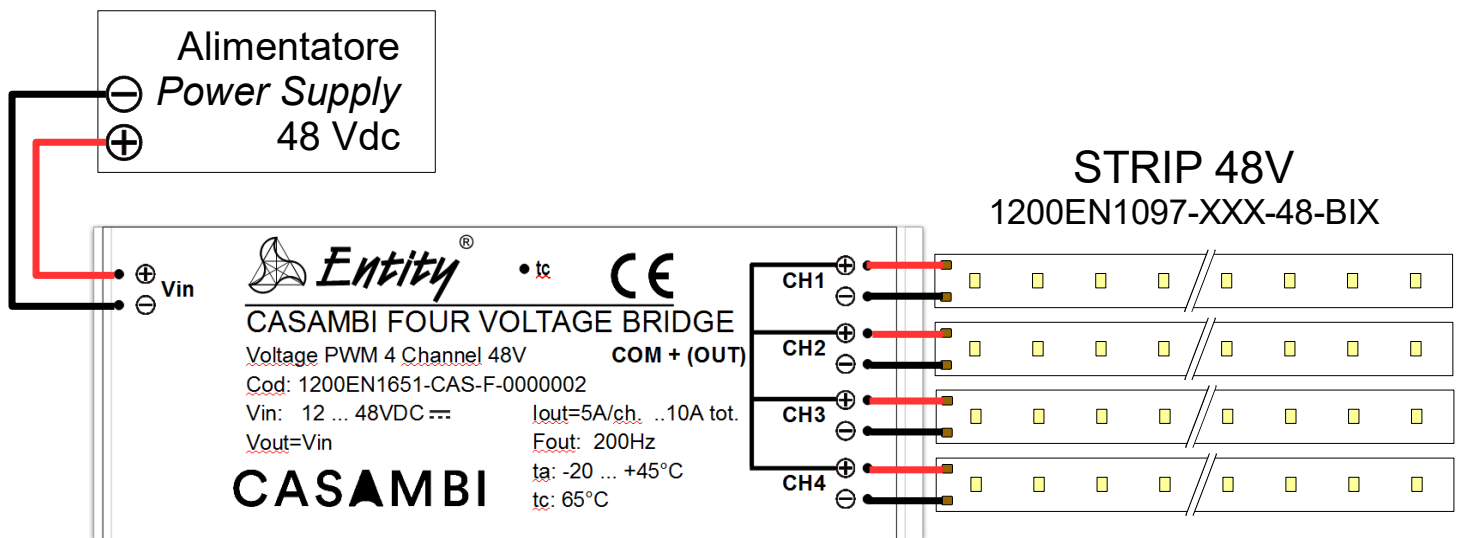 Alimentatore
Power Supply
48 Vdc
STRIP 48V
1200EN1097-XXX-48-BIX
Vin
Entity®
tc
CE
CASAMBI FOUR VOLTAGE BRIDGE
Voltage PWM 4 Channel 48V
COM + (OUT)
Cod: 1200EN1651-CAS-F-0000002
Vin: 12 ... 48VDC
Iout=5A/ch. ..10A tot.
Vout=Vin
Fout: 200Hz
ta: -20 ... +45°C
tc: 65°C
CASAMBI
CH1
CH2
CH3
CH4